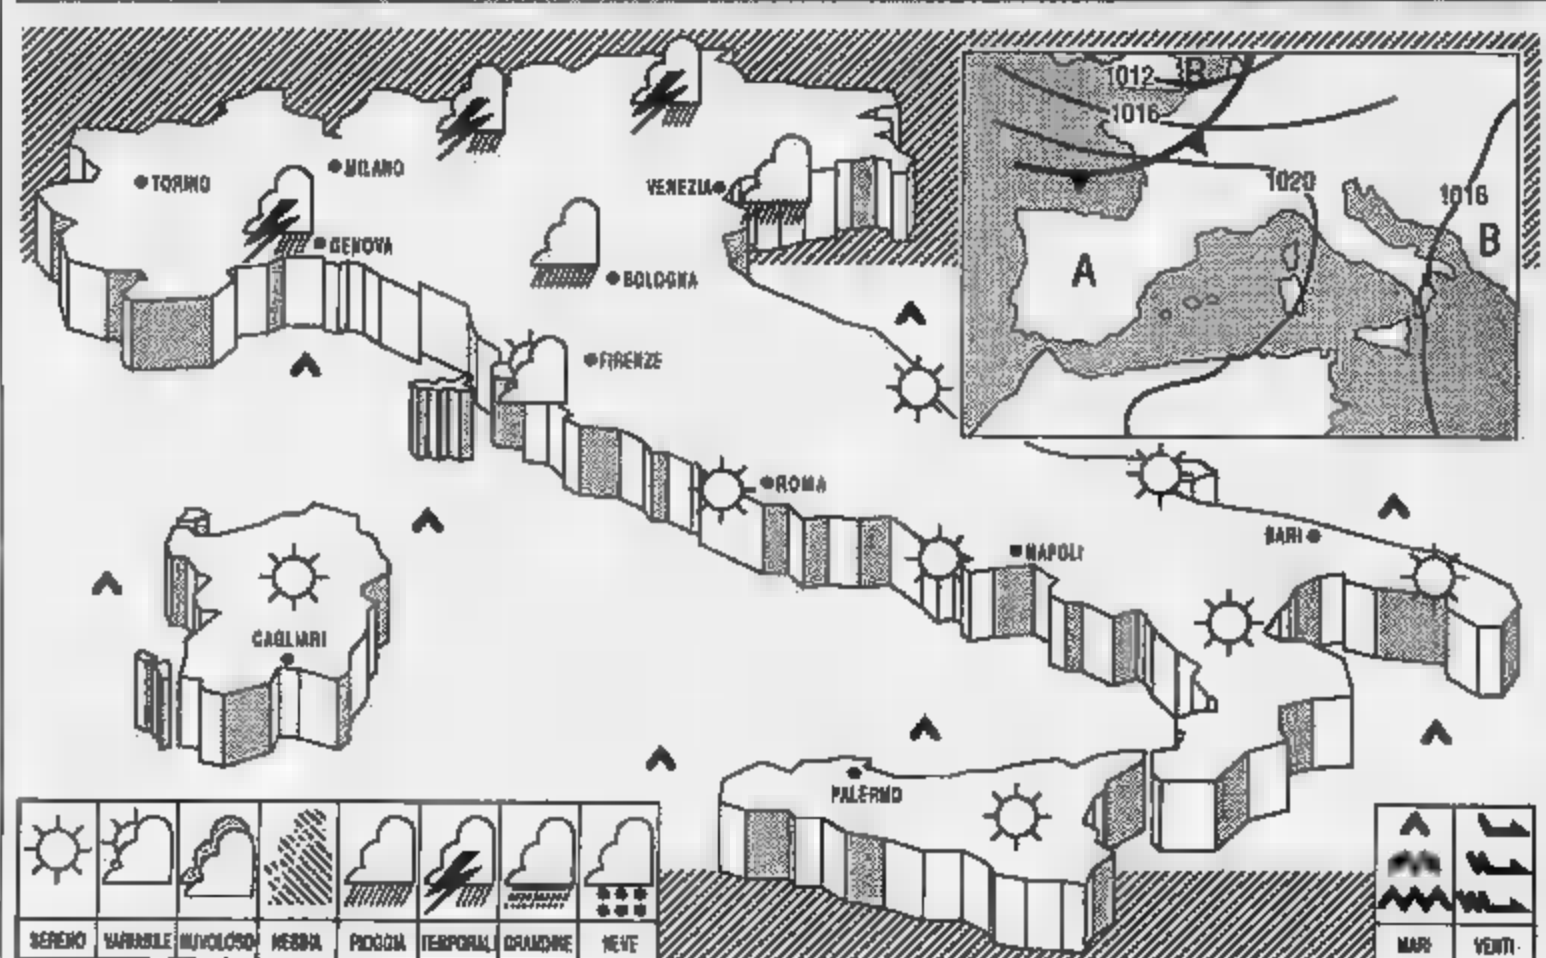 1012 B
1016
MILANO
TORINO
VENEZIA
1020
1016
GENOVA
B
BOLOGNA
A
FIRENZE
ROMA
BARI
NAPOLI
CAGLIARI
PALERMO
SERENO VARIABILE NUVOLOSO NEBBIA PIOGGIA TEMPORALI GRANDINE NEVE MARI VENTI